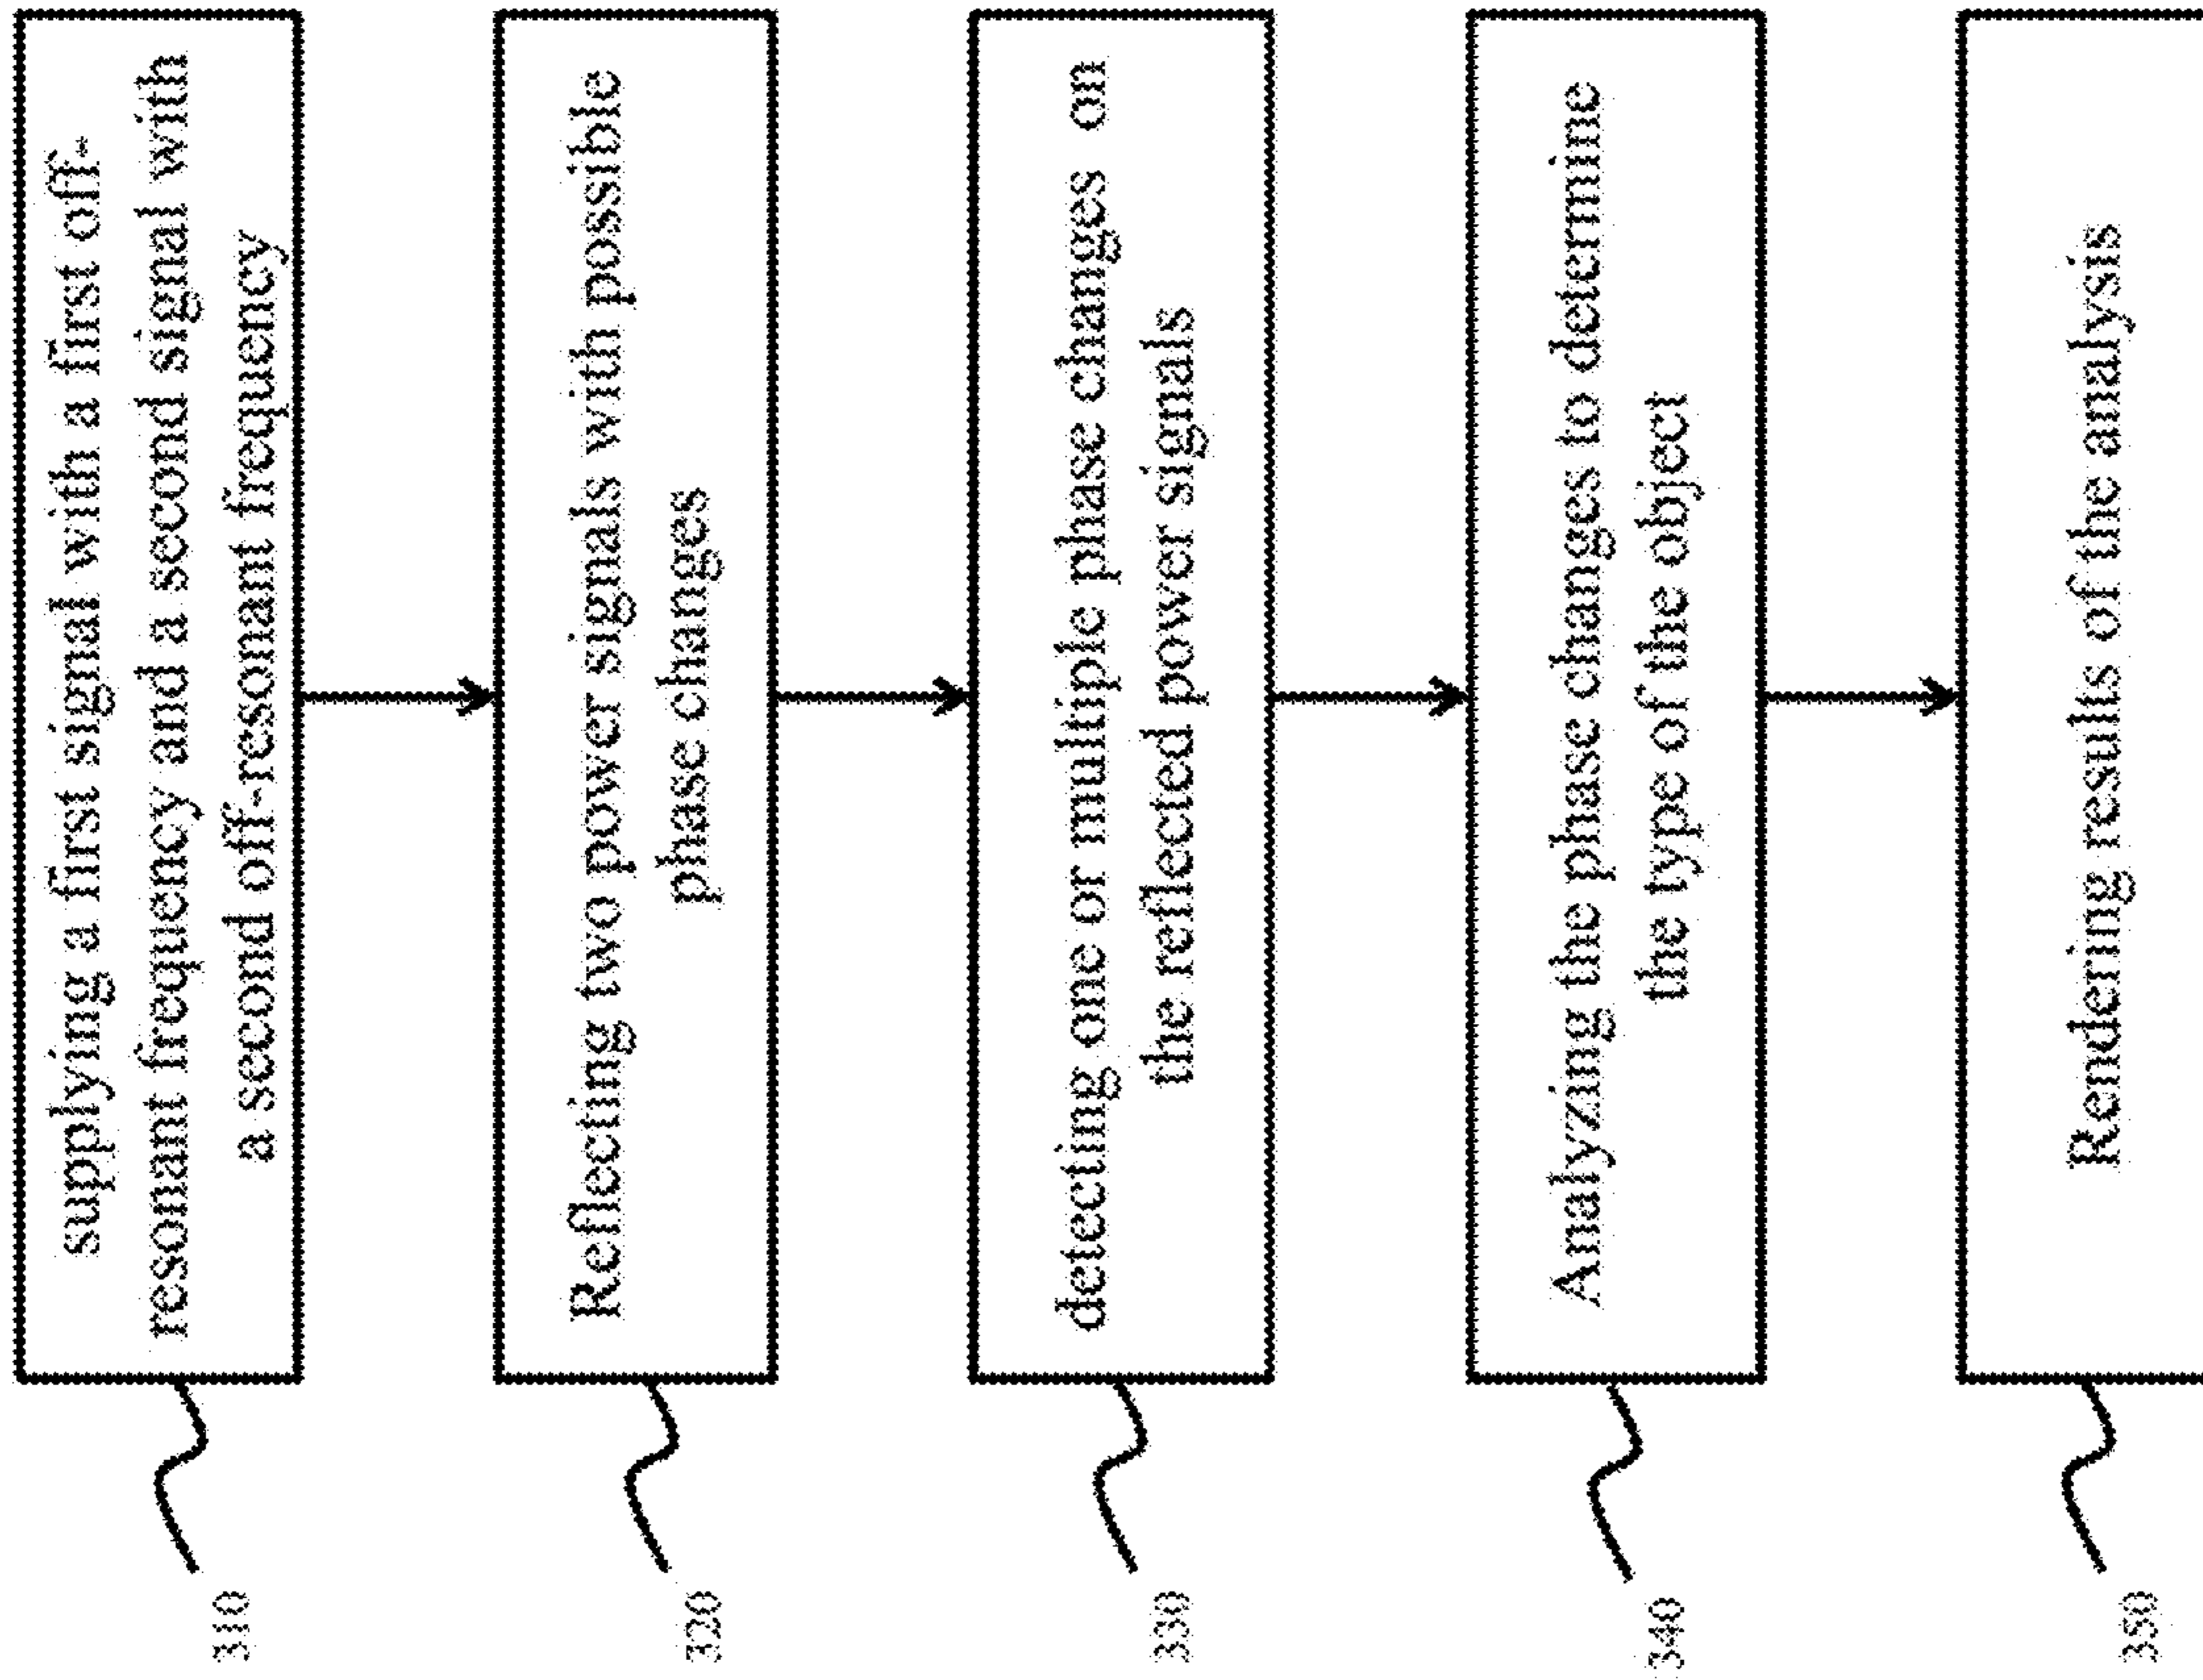 supplying a first signal with a first off-
resonant frequency and a second signal with
a second off-resonant frequency
310
Reflecting two power signals with possible
phase changes
320
detecting one or multiple phase changes on
the reflected power signals
330
Analyzing the phase changes to determine
the type of the object
340
Rendering results of the analysis
350